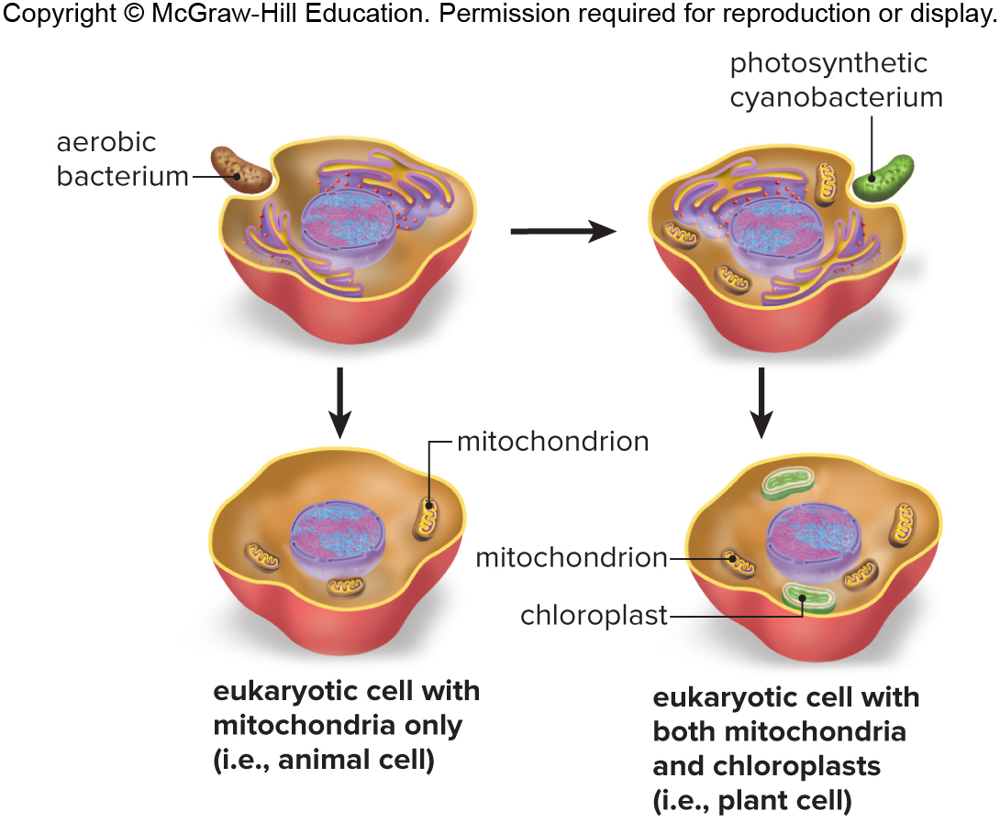 Copyright © McGraw-Hill Education. Permission required for reproduction or display.
photosynthetic
cyanobacterium
aerobic
bacterium
mitochondrion
mitochondrion
chloroplast
eukaryotic cell with
mitochondria only
(i.e., animal cell)
eukaryotic cell with
both mitochondria
and chloroplasts
(i.e., plant cell)